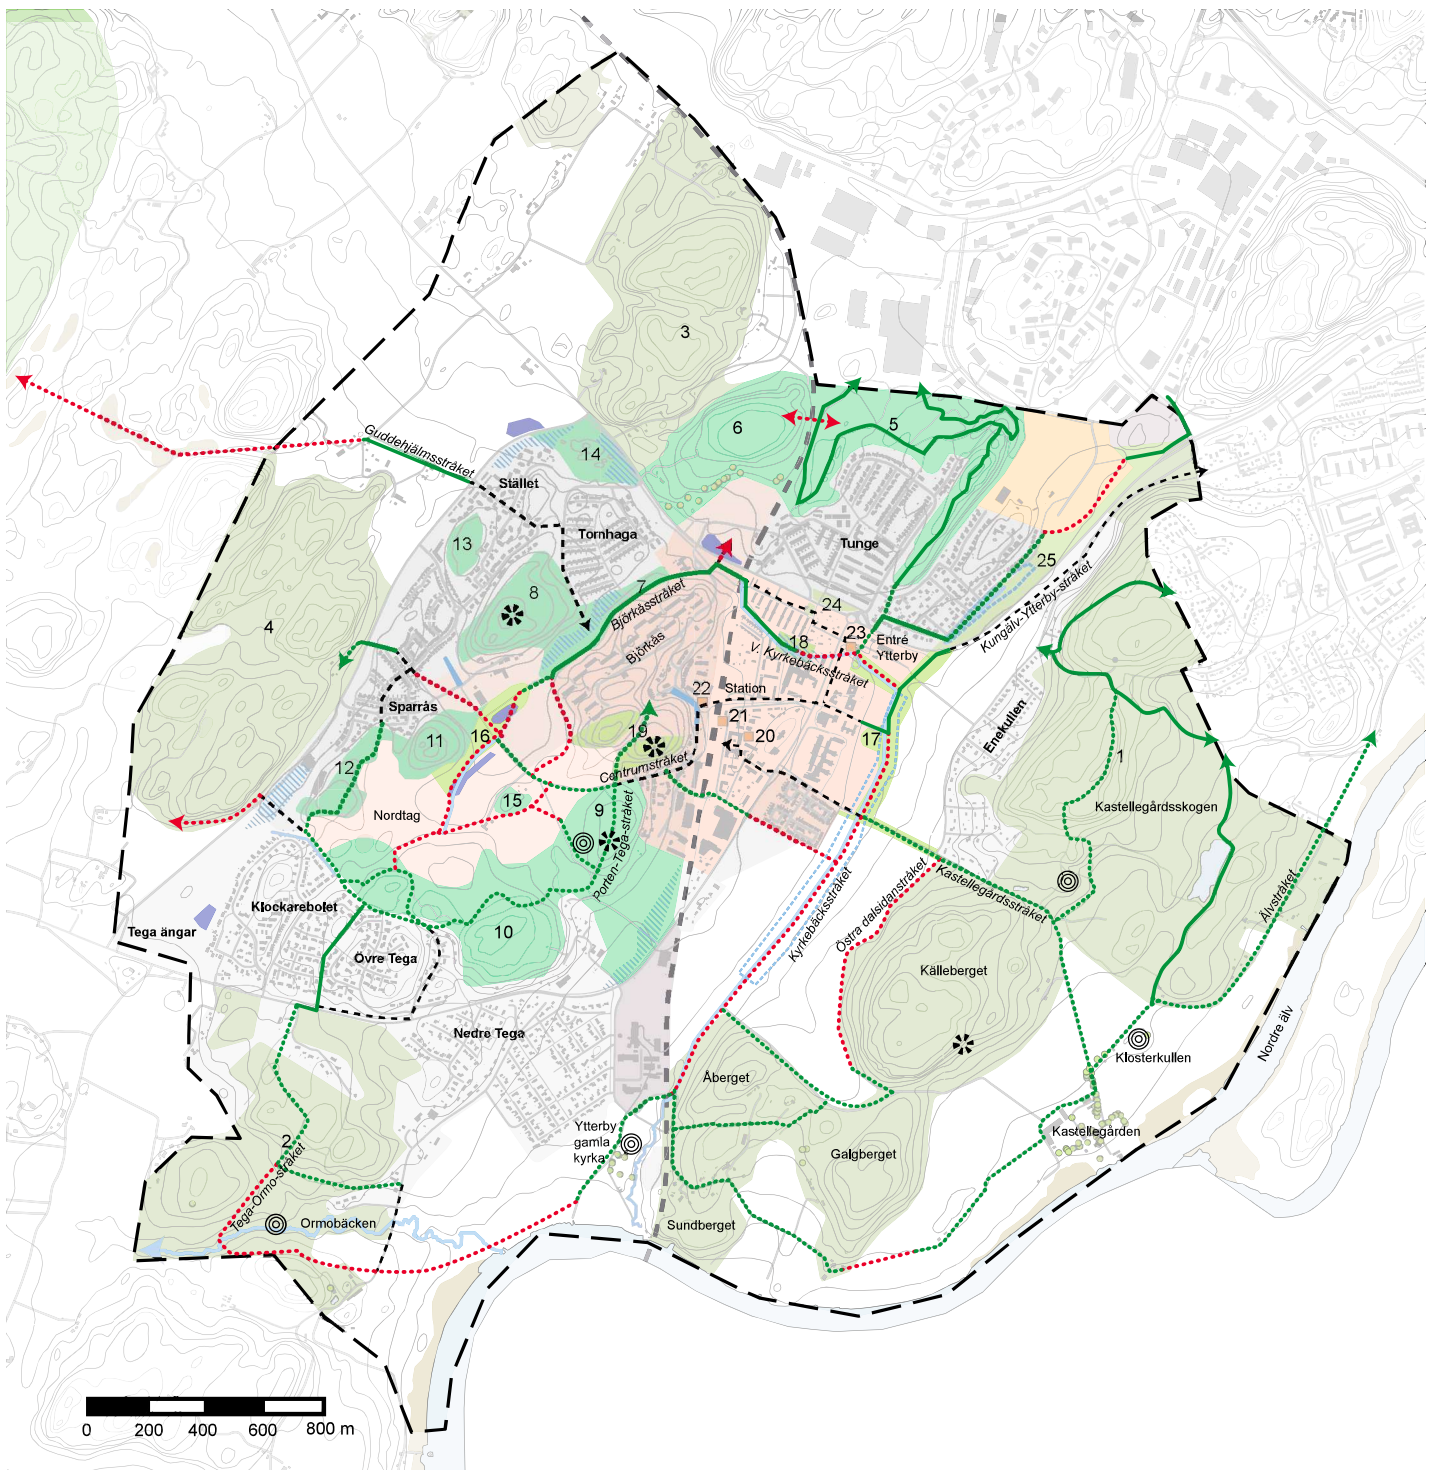 3
6
5
Guddehjälmsstråket
14
Stället
13
Tornhaga
Tunge
25
8
7
Björkåsstråket
Björkås
24
23
Entré
Ytterby
Kungälv-Ytterby-stråket
4
18
V. Kyrkebäcksstråket
22
Station
21
20
17
Sparrås
11
16
19
Centrumstråket
Enekullen
1
Kastellegårdsskogen
12
15
9
Nordtag
Porten-Tega-stråket
Klockarebolet
Tega ängar
Övre Tega
10
Kyrkebäcksstråket
Östra dalsidanstråket
Kastellegårdsstråket
Älvstråket
Källeberget
Nedre Tega
Klosterkullen
Nordre älv
Åberget
Ytterby
gamla
kyrka
Kastellegården
Galgberget
2
Tega-Ormo-stråket
Ormobäcken
Sundberget
0 200 400 600 800 m